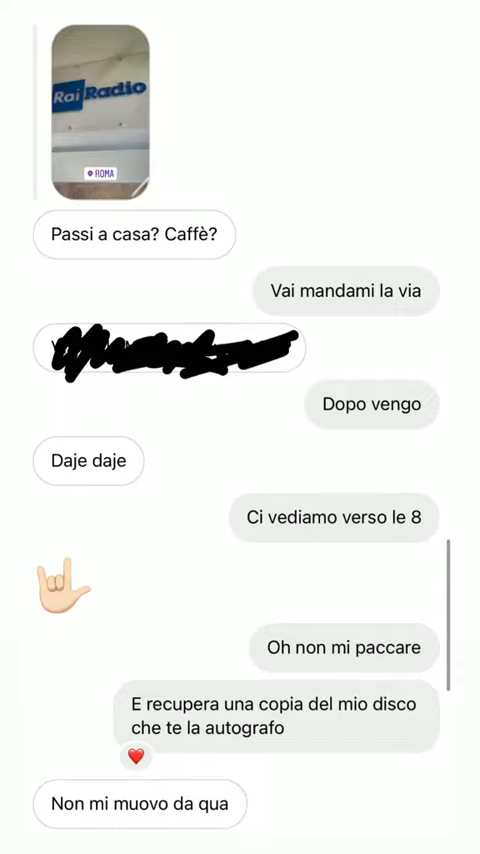 Rai Radio
ROMA
Passi a casa? Caffè?
Vai mandami la via
Dopo vengo
Daje daje
Ci vediamo verso le 8
Oh non mi paccare
E recupera una copia del mio disco
che te la autografo
Non mi muovo da qua